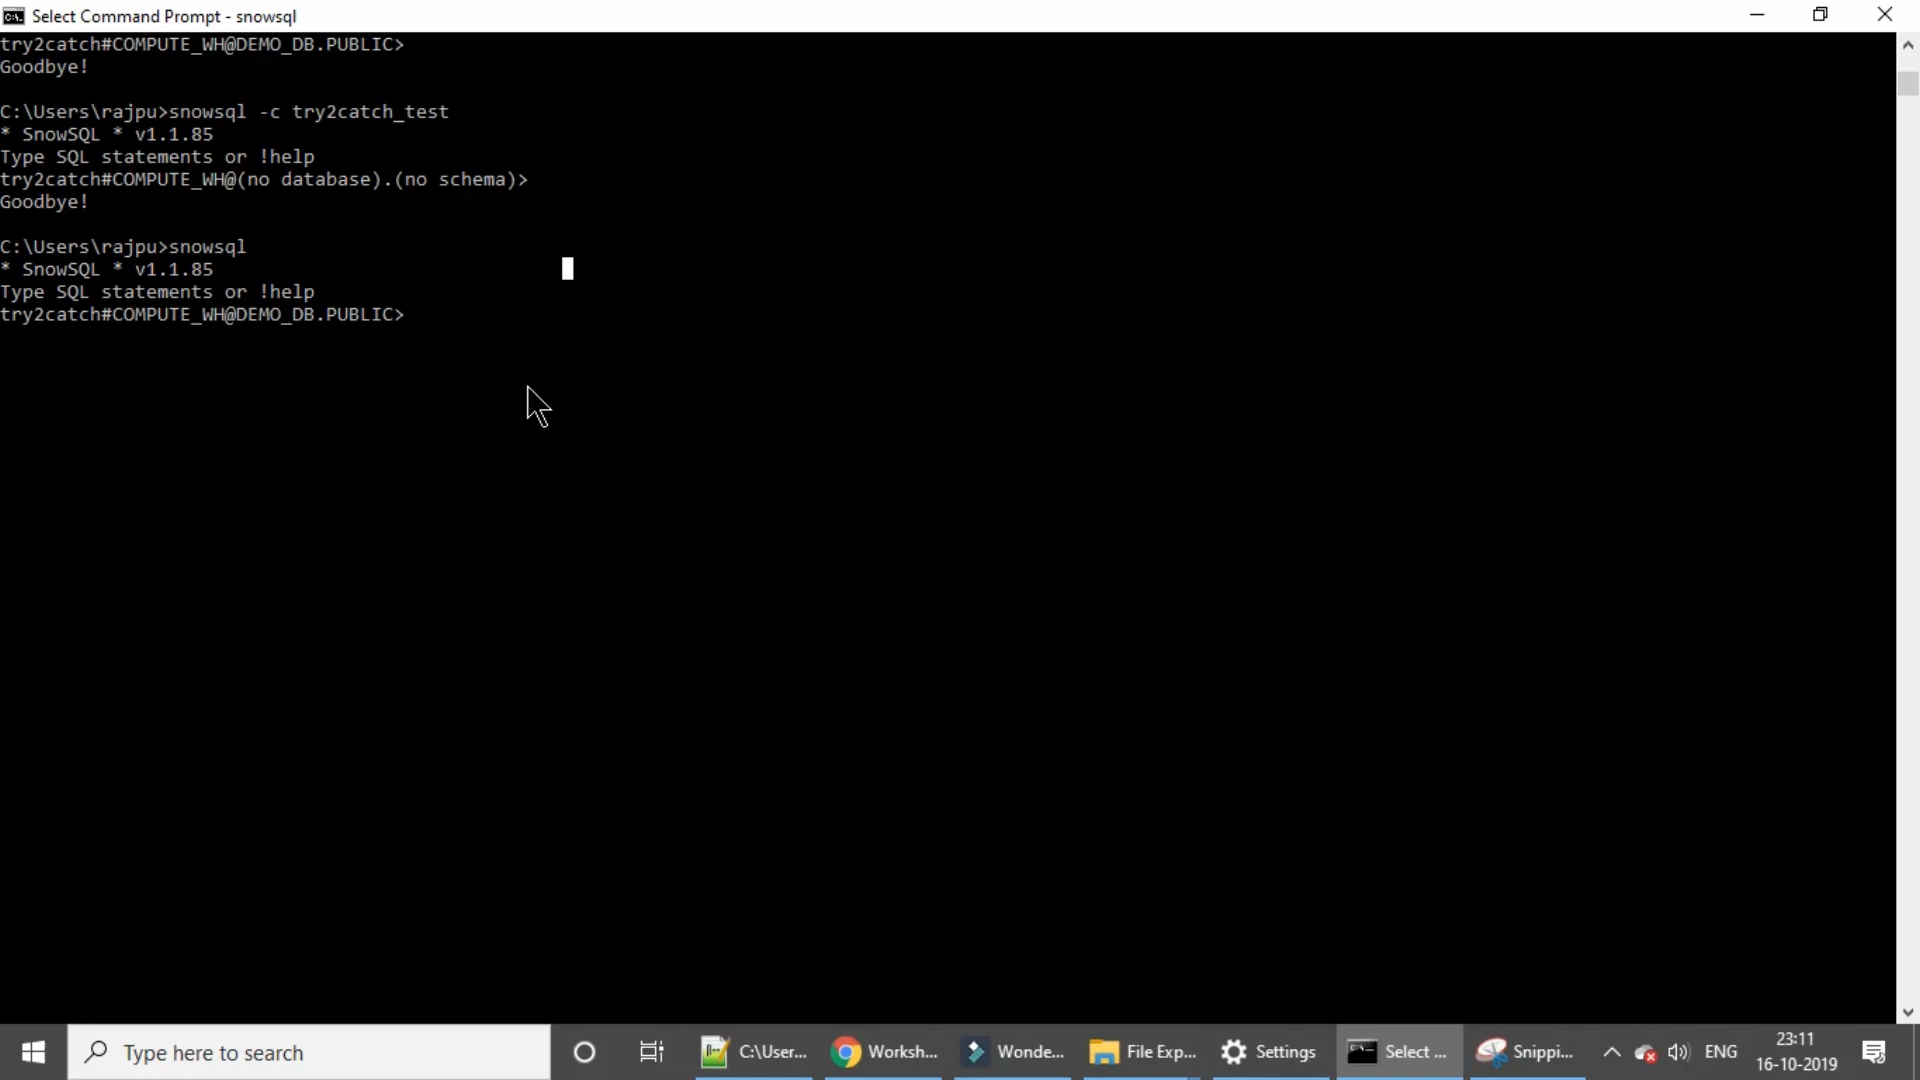 Select Command Prompt - snowsql
try2catch#COMPUTE_WH@DEMO_DB.PUBLIC>
Goodbye!
C:\Users\rajpu>snowsql -c try2catch_test
* SnowSQL * v1.1.85
Type SQL statements or !help
try2catch#COMPUTE_WH@(no database).(no schema)>
Goodbye!
C:\Users\rajpu>snowsql
* SnowSQL * v1.1.85
Type SQL statements or !help
try2catch#COMPUTE_WH@DEMO_DB.PUBLIC>
Type here to search
C:\User...
Worksh...
Wonde...
File Exp...
Settings
Select ...
Snippi...
ENG
23:11
16-10-2019